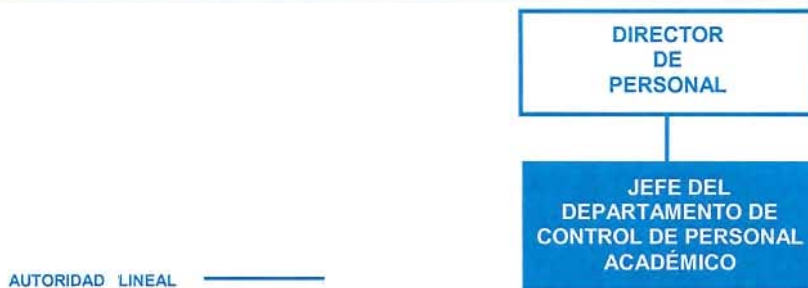 DIRECTOR
DE
PERSONAL
JEFE DEL
DEPARTAMENTO DE
CONTROL DE PERSONAL
ACADÉMICO
AUTORIDAD LINEAL